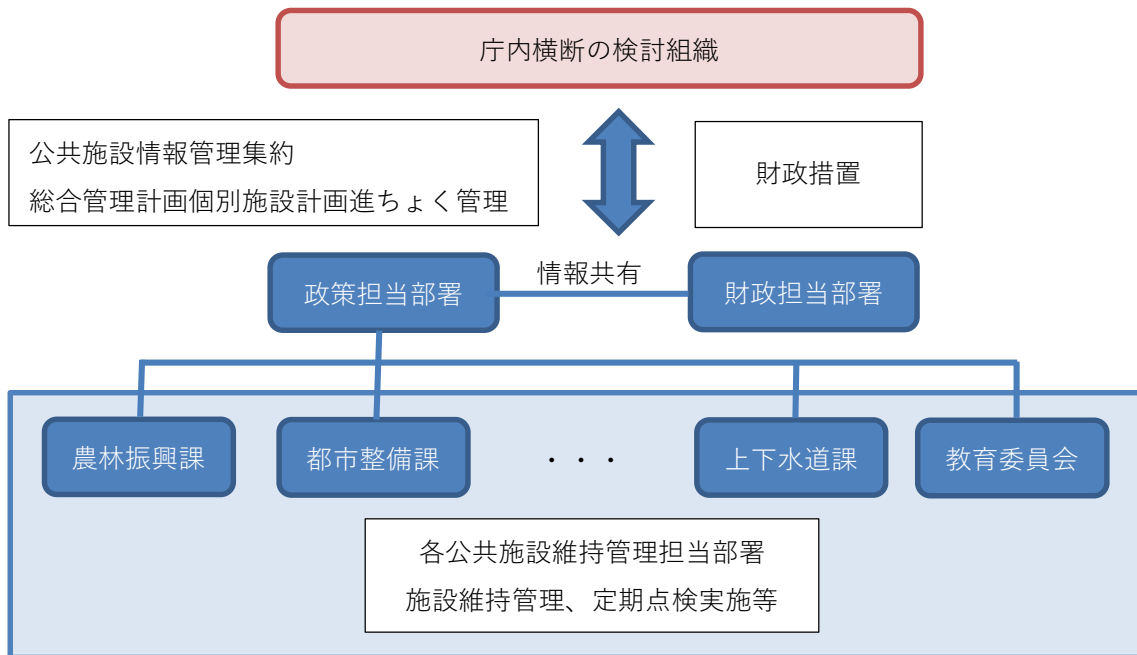 庁内横断の検討組織
公共施設情報管理集約
総合管理計画個別施設計画進ちょく管理
財政措置
情報共有
政策担当部署
財政担当部署
農林振興課
都市整備課
・・・
上下水道課
教育委員会
各公共施設維持管理担当部署
施設維持管理、定期点検実施等